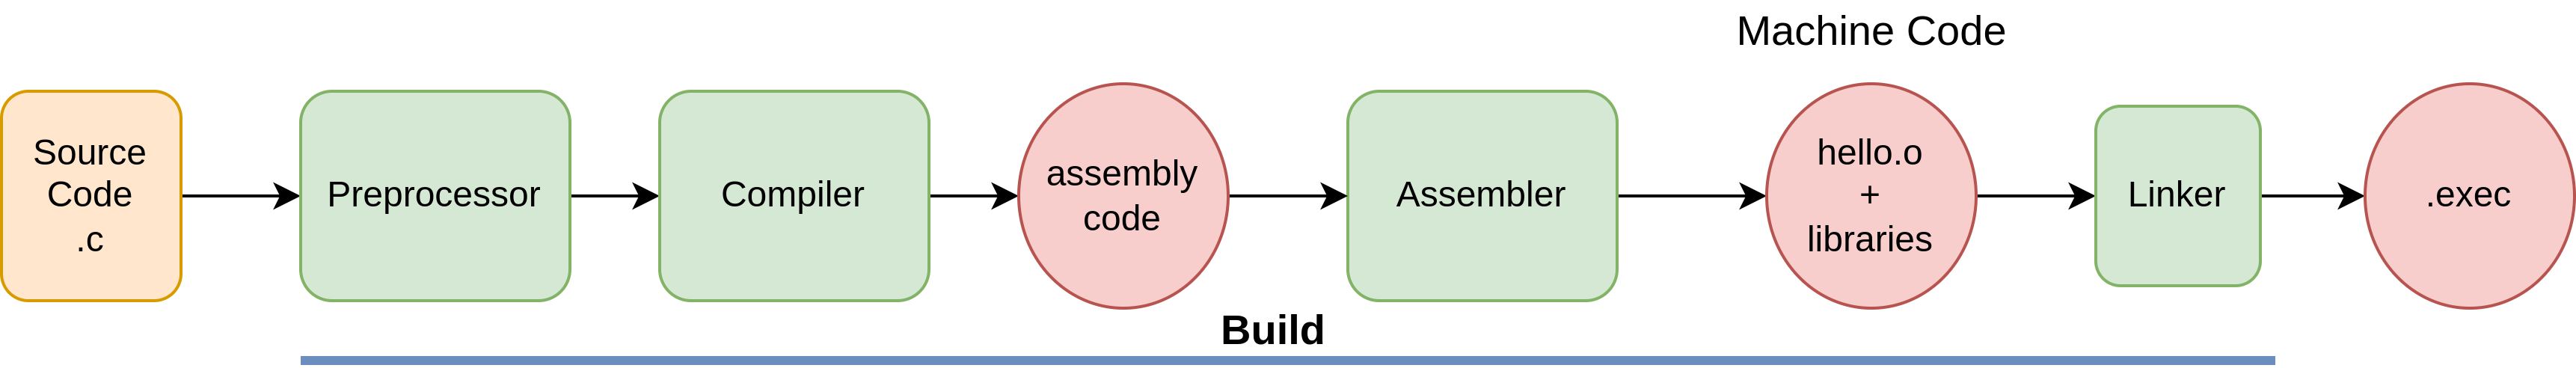 Machine Code
Source
Code
.c
Preprocessor
Compiler
assembly
code
Assembler
hello.o
+
libraries
Linker
.exec
Build